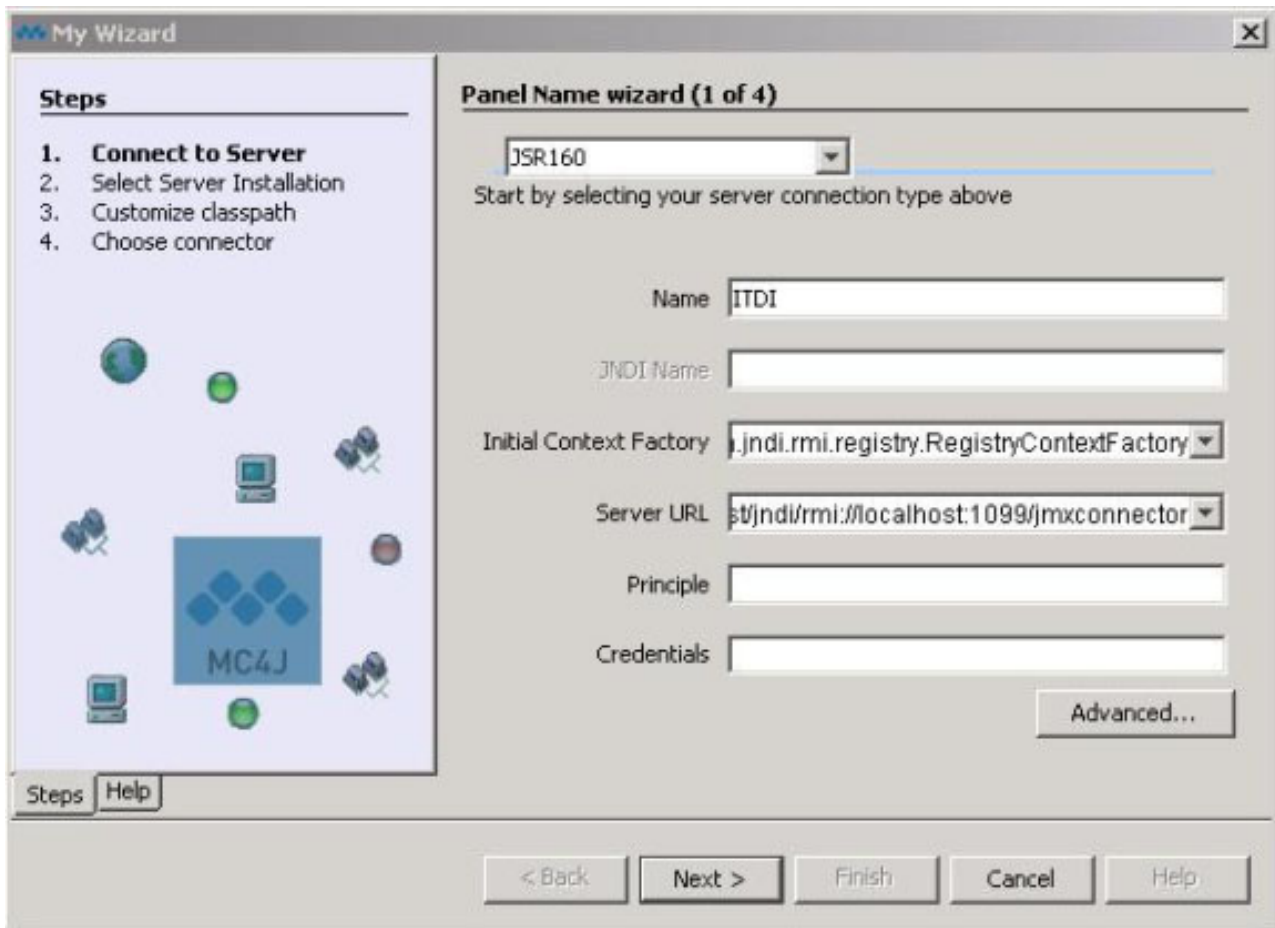 My Wizard
Steps
1. Connect to Server
2. Select Server Installation
3. Customize classpath
4. Choose connector
MC4J
Steps
Help
Panel Name wizard (1 of 4)
JSR160
Start by selecting your server connection type above
Name ITDI
JNDI Name
Initial Context Factory .jndi.rmi.registry.RegistryContextFactory
Server URL st/jndi/rmi://localhost:1099/jmxconnector
Principle
Credentials
Advanced...
< Back Next > Finish Cancel Help